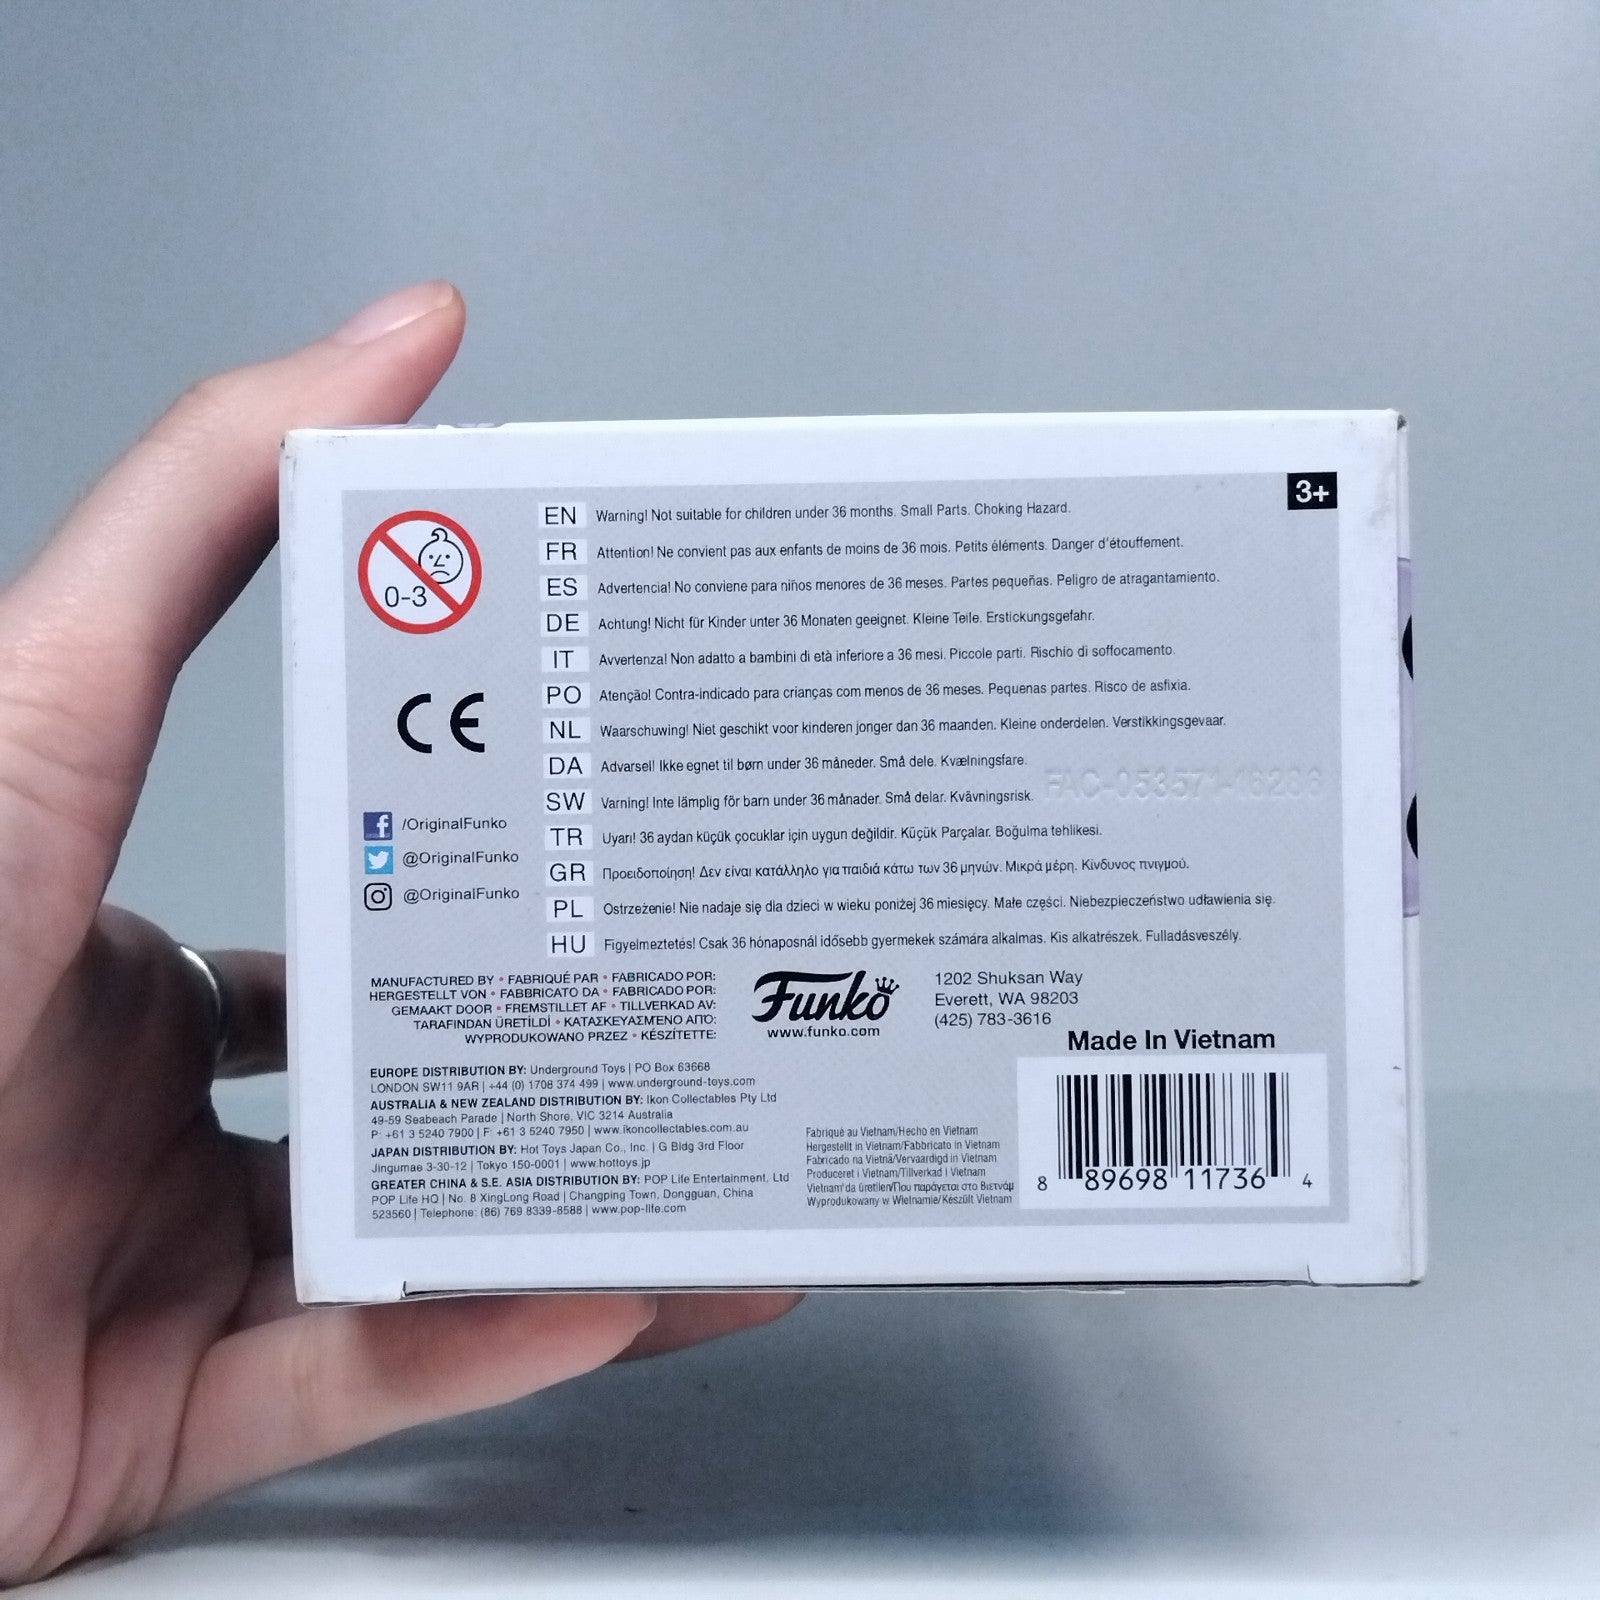 3+
0-3
CE
EN Warning! Not suitable for children under 36 months. Small Parts. Choking Hazard.
FR Attention! Ne convient pas aux enfants de moins de 36 mois. Petits éléments. Danger d'étouffement.
ES Advertencia! No conviene para niños menores de 36 meses. Partes pequeñas. Peligro de atragantamiento.
DE Achtung! Nicht für Kinder unter 36 Monaten geeignet. Kleine Teile. Erstickungsgefahr.
IT Avvertenza! Non adatto a bambini di età inferiore a 36 mesi. Piccole parti. Rischio di soffocamento.
PO Atenção! Contra-indicado para crianças com menos de 36 meses. Pequenas partes. Risco de asfixia.
NL Waarschuwing! Niet geschikt voor kinderen jonger dan 36 maanden. Kleine onderdelen. Verstikkingsgevaar.
DA Advarsel! Ikke egnet til børn under 36 måneder. Små dele. Kvælningsfare.
SW Varning! Inte lämplig för barn under 36 månader. Små delar. Kvävningsrisk.
TR Uyarı! 36 aydan küçük çocuklar için uygun değildir. Küçük Parçalar. Boğulma tehlikesi.
GR Προειδοποίηση! Δεν είναι κατάλληλο για παιδιά κάτω των 36 μηνών. Μικρά μέρη. Κίνδυνος πνιγμού.
PL Ostrzeżenie! Nie nadaje się dla dzieci w wieku poniżej 36 miesięcy. Małe części. Niebezpieczeństwo udławienia się.
HU Figyelmeztetés! Csak 36 hónaposnál idősebb gyermekek számára alkalmas. Kis alkatrészek. Fulladásveszély.
FAC-053571-16286
/OriginalFunko
@OriginalFunko
@OriginalFunko
MANUFACTURED BY • FABRIQUÉ PAR • FABRICADO POR:
HERGESTELLT VON • FABBRICATO DA • FABRICADO POR:
GEMAAKT DOOR • FREMSTILLET AF • TILLVERKAD AV:
TARAFINDAN ÜRETİLDİ • ΚΑΤΑΣΚΕΥΑΣΜΈΝΟ ΑΠΌ:
WYPRODUKOWANO PRZEZ • KÉSZÍTETTE:
Funko
www.funko.com
1202 Shuksan Way
Everett, WA 98203
(425) 783-3616
Made In Vietnam
EUROPE DISTRIBUTION BY: Underground Toys | PO Box 63668
LONDON SW11 9AR | +44 (0) 1708 374 499 | www.underground-toys.com
AUSTRALIA & NEW ZEALAND DISTRIBUTION BY: Ikon Collectables Pty Ltd
49-59 Seabeach Parade | North Shore, VIC 3214 Australia
P: +61 3 5240 7900 | F: +61 3 5240 7950 | www.ikoncollectables.com.au
JAPAN DISTRIBUTION BY: Hot Toys Japan Co., Inc. | G Bldg 3rd Floor
Jingumae 3-30-12 | Tokyo 150-0001 | www.hottoys.jp
GREATER CHINA & S.E. ASIA DISTRIBUTION BY: POP Life Entertainment, Ltd
POP Life HQ | No. 8 XingLong Road | Changping Town, Dongguan, China
523560 | Telephone: (86) 769 8339-8588 | www.pop-life.com
Fabriqué au Vietnam/Hecho en Vietnam
Hergestellt in Vietnam/Fabbricato in Vietnam
Fabricado na Vietnã/Vervaardigd in Vietnam
Produceret i Vietnam/Tillverkad i Vietnam
Vietnam'da üretilen/Που παράγεται στο Βιετνάμ
Wyprodukowany w Wietnamie/Készült Vietnam
8 89698 11736 4